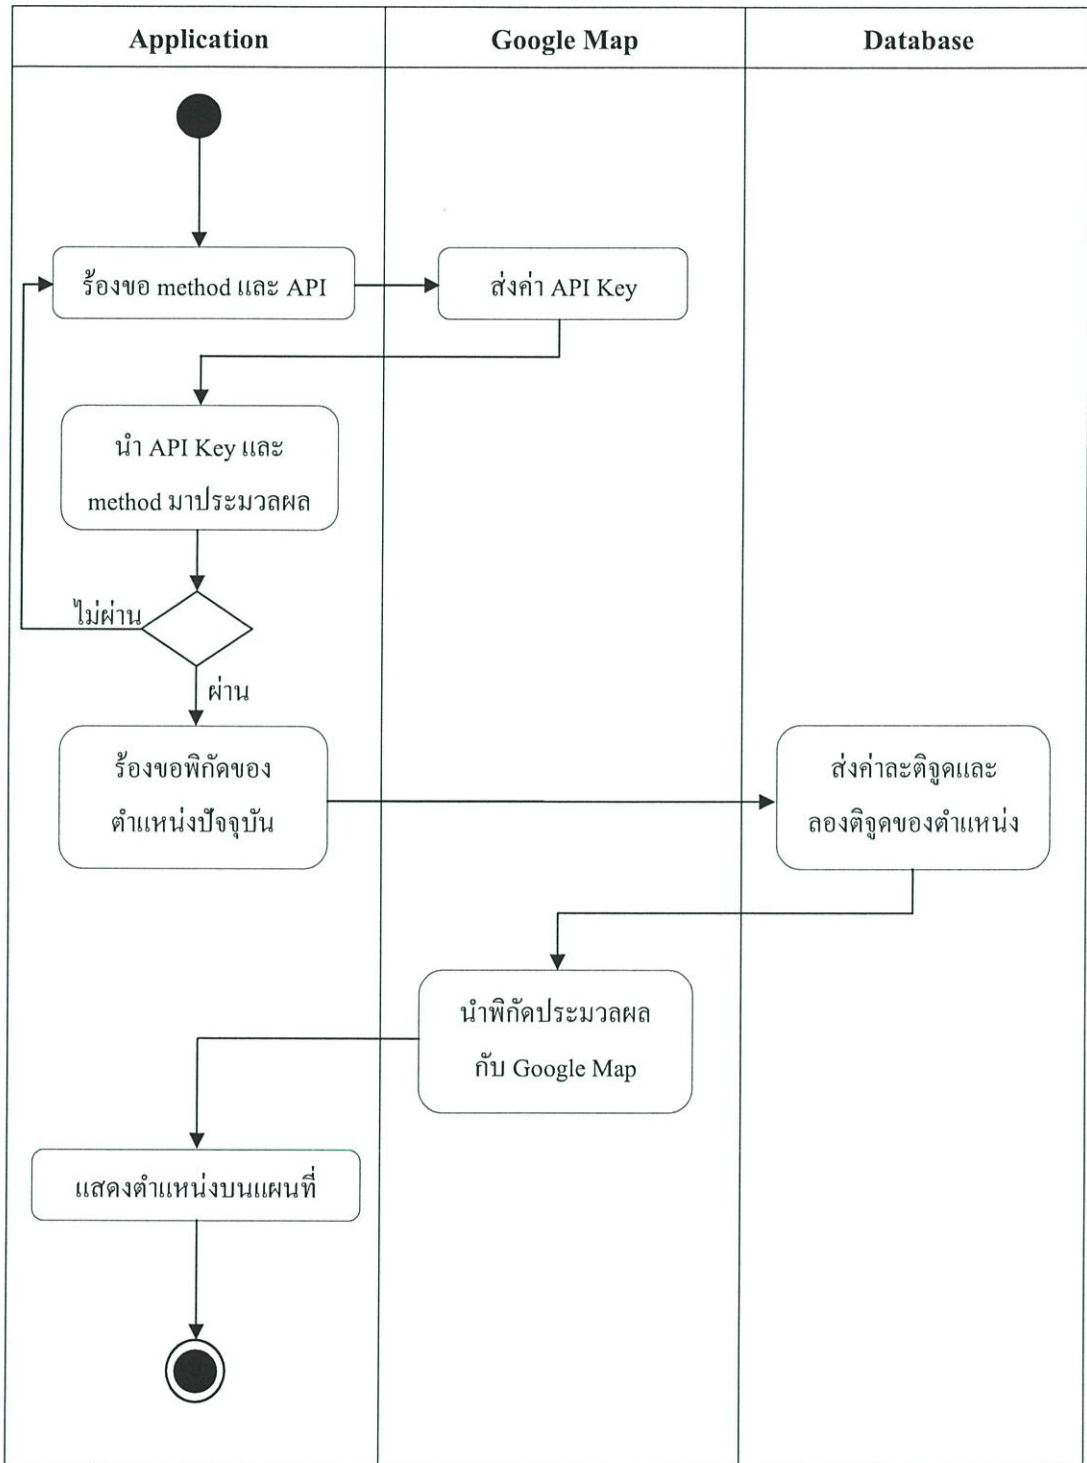 Application
Google Map
Database
ร้องขอ method และ API
ส่งค่า API Key
นำ API Key และ
method มาประมวลผล
ไม่ผ่าน
ผ่าน
ร้องขอพิกัดของ
ตำแหน่งปัจจุบัน
ส่งค่าละติจูดและ
ลองติจูดของตำแหน่ง
นำพิกัดประมวลผล
กับ Google Map
แสดงตำแหน่งบนแผนที่